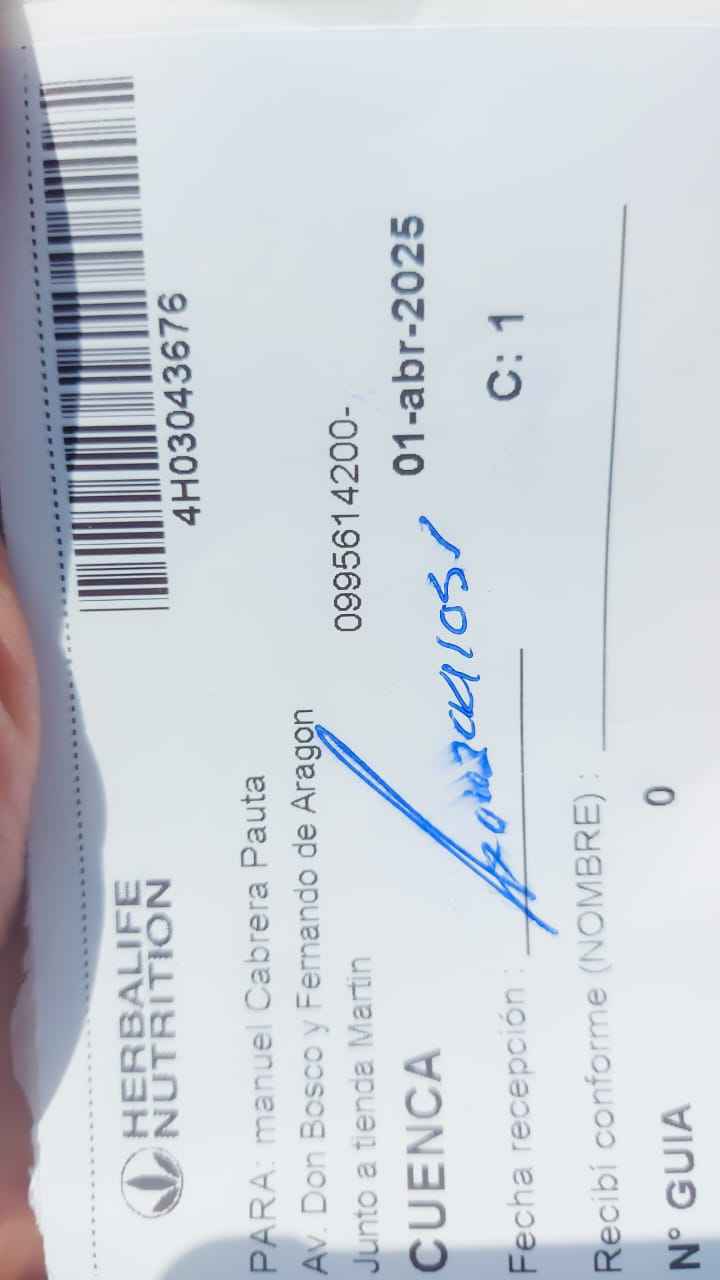 HERBALIFE
NUTRITION
4H03043676
PARA: manuel Cabrera Pauta
Av. Don Bosco y Fernando de Aragon
Junto a tienda Martin 0995614200-
CUENCA 01-abr-2025
Fecha recepción : C: 1
Recibí conforme (NOMBRE) :
N° GUIA 0